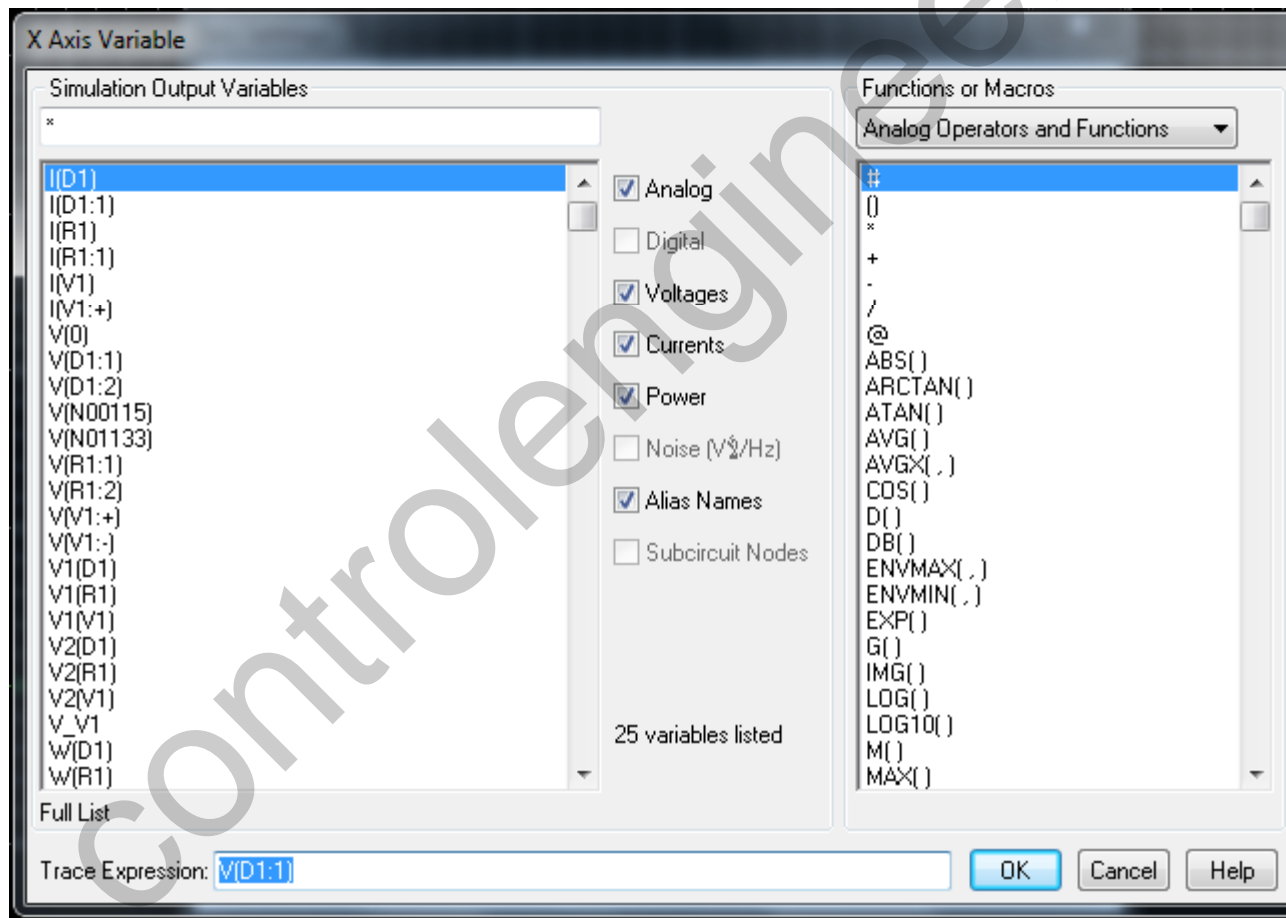 X Axis Variable
Simulation Output Variables
*
I(D1)
I(D1:1)
I(R1)
I(R1:1)
I(V1)
I(V1:+)
V(0)
V(D1:1)
V(D1:2)
V(N00115)
V(N01133)
V(R1:1)
V(R1:2)
V(V1:+)
V(V1:-)
V1(D1)
V1(R1)
V1(V1)
V2(D1)
V2(R1)
V2(V1)
V_V1
W(D1)
W(R1)
Full List
Analog
Digital
Voltages
Currents
Power
Noise
Alias Names
Subcircuit Nodes
25 variables listed
Functions or Macros
Analog Operators and Functions
#
()
*
+
-
/
@
ABS( )
ARCTAN( )
ATAN( )
AVG( )
AVGX( , )
COS( )
D( )
DB( )
ENVMAX( , )
ENVMIN( , )
EXP( )
G( )
IMG( )
LOG( )
LOG10( )
M( )
MAX( )
Trace Expression: V(D1:1)
OK
Cancel
Help